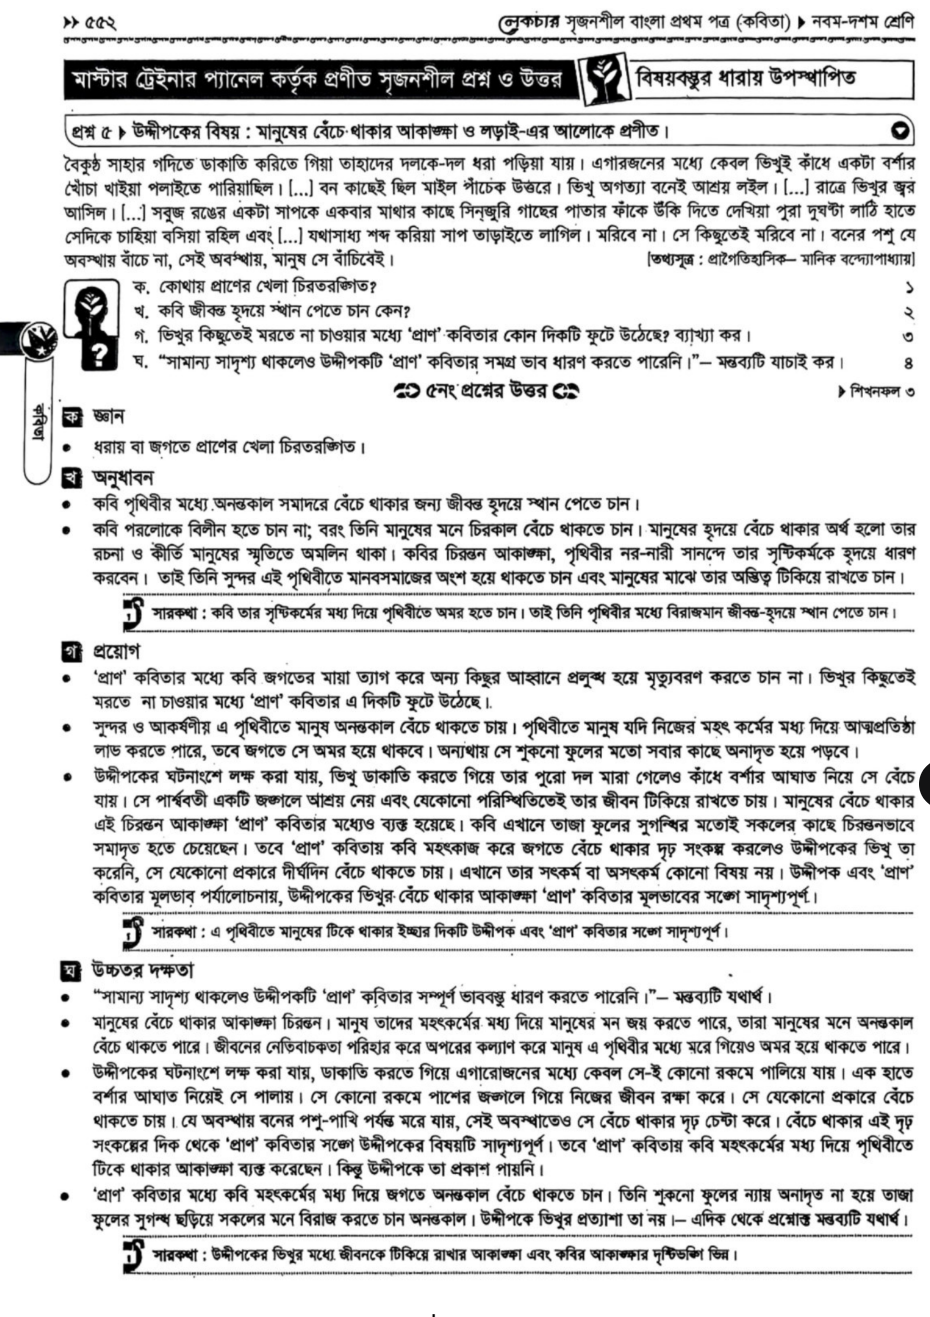 >> ৫৫২
লেকচার সৃজনশীল বাংলা প্রথম পত্র (কবিতা) ▶ নবম-দশম শ্রেণি
মাস্টার ট্রেইনার প্যানেল কর্তৃক প্রণীত সৃজনশীল প্রশ্ন ও উত্তর
বিষয়বস্তুর ধারায় উপস্থাপিত
প্রশ্ন ৫ ▶ উদ্দীপকের বিষয় : মানুষের বেঁচে থাকার আকাঙ্ক্ষা ও লড়াই-এর আলোকে প্রণীত।
বৈকুণ্ঠ সাহার গদিতে ডাকাতি করিতে গিয়া তাহাদের দলকে-দল ধরা পড়িয়া যায়। এগারজনের মধ্যে কেবল ভিখুই কাঁধে একটা বর্শার
খোঁচা খাইয়া পলাইতে পারিয়াছিল। [...] বন কাছেই ছিল মাইল পাঁচেক উত্তরে। ভিখু অগত্যা বনেই আশ্রয় লইল। [...] রাত্রে ভিখুর জ্বর
আসিল। [...] সবুজ রঙের একটা সাপকে একবার মাথার কাছে সিন্‌জুরি গাছের পাতার ফাঁকে উঁকি দিতে দেখিয়া পুরা দুঘণ্টা লাঠি হাতে
সেদিকে চাহিয়া বসিয়া রহিল এবং [...] যথাসাধ্য শব্দ করিয়া সাপ তাড়াইতে লাগিল। মরিবে না। সে কিছুতেই মরিবে না। বনের পশু যে
অবস্থায় বাঁচে না, সেই অবস্থায়, মানুষ সে বাঁচিবেই।
[তথ্যসূত্র : প্রাগৈতিহাসিক— মানিক বন্দ্যোপাধ্যায়]
ক. কোথায় প্রাণের খেলা চিরতরঙ্গিত? ১
খ. কবি জীবন্ত হৃদয়ে স্থান পেতে চান কেন? ২
গ. ভিখুর কিছুতেই মরতে না চাওয়ার মধ্যে ‘প্রাণ’ কবিতার কোন দিকটি ফুটে উঠেছে? ব্যাখ্যা কর। ৩
ঘ. “সামান্য সাদৃশ্য থাকলেও উদ্দীপকটি ‘প্রাণ’ কবিতার সমগ্র ভাব ধারণ করতে পারেনি।”— মন্তব্যটি যাচাই কর। ৪
৫নং প্রশ্নের উত্তর
▶ শিখনফল ৩
কবিতা
ক জ্ঞান
● ধরায় বা জগতে প্রাণের খেলা চিরতরঙ্গিত।
খ অনুধাবন
● কবি পৃথিবীর মধ্যে অনন্তকাল সমাদরে বেঁচে থাকার জন্য জীবন্ত হৃদয়ে স্থান পেতে চান।
● কবি পরলোকে বিলীন হতে চান না; বরং তিনি মানুষের মনে চিরকাল বেঁচে থাকতে চান। মানুষের হৃদয়ে বেঁচে থাকার অর্থ হলো তার
রচনা ও কীর্তি মানুষের স্মৃতিতে অমলিন থাকা। কবির চিরন্তন আকাঙ্ক্ষা, পৃথিবীর নর-নারী সানন্দে তার সৃষ্টিকর্মকে হৃদয়ে ধারণ
করবেন। তাই তিনি সুন্দর এই পৃথিবীতে মানবসমাজের অংশ হয়ে থাকতে চান এবং মানুষের মাঝে তার অস্তিত্ব টিকিয়ে রাখতে চান।
সারকথা : কবি তার সৃষ্টিকর্মের মধ্য দিয়ে পৃথিবীতে অমর হতে চান। তাই তিনি পৃথিবীর মধ্যে বিরাজমান জীবন্ত-হৃদয়ে স্থান পেতে চান।
গ প্রয়োগ
● ‘প্রাণ’ কবিতার মধ্যে কবি জগতের মায়া ত্যাগ করে অন্য কিছুর আহ্বানে প্রলুব্ধ হয়ে মৃত্যুবরণ করতে চান না। ভিখুর কিছুতেই
মরতে না চাওয়ার মধ্যে ‘প্রাণ’ কবিতার এ দিকটি ফুটে উঠেছে।
● সুন্দর ও আকর্ষণীয় এ পৃথিবীতে মানুষ অনন্তকাল বেঁচে থাকতে চায়। পৃথিবীতে মানুষ যদি নিজের মহৎ কর্মের মধ্য দিয়ে আত্মপ্রতিষ্ঠা
লাভ করতে পারে, তবে জগতে সে অমর হয়ে থাকবে। অন্যথায় সে শুকনো ফুলের মতো সবার কাছে অনাদৃত হয়ে পড়বে।
● উদ্দীপকের ঘটনাংশে লক্ষ করা যায়, ভিখু ডাকাতি করতে গিয়ে তার পুরো দল মারা গেলেও কাঁধে বর্শার আঘাত নিয়ে সে বেঁচে
যায়। সে পার্শ্ববর্তী একটি জঙ্গলে আশ্রয় নেয় এবং যেকোনো পরিস্থিতিতেই তার জীবন টিকিয়ে রাখতে চায়। মানুষের বেঁচে থাকার
এই চিরন্তন আকাঙ্ক্ষা ‘প্রাণ’ কবিতার মধ্যেও ব্যক্ত হয়েছে। কবি এখানে তাজা ফুলের সুগন্ধির মতোই সকলের কাছে চিরন্তনভাবে
সমাদৃত হতে চেয়েছেন। তবে ‘প্রাণ’ কবিতায় কবি মহৎকাজ করে জগতে বেঁচে থাকার দৃঢ় সংকল্প করলেও উদ্দীপকের ভিখু তা
করেনি, সে যেকোনো প্রকারে দীর্ঘদিন বেঁচে থাকতে চায়। এখানে তার সৎকর্ম বা অসৎকর্ম কোনো বিষয় নয়। উদ্দীপক এবং ‘প্রাণ’
কবিতার মূলভাব পর্যালোচনায়, উদ্দীপকের ভিখুর বেঁচে থাকার আকাঙ্ক্ষা ‘প্রাণ’ কবিতার মূলভাবের সঙ্গে সাদৃশ্যপূর্ণ।
সারকথা : এ পৃথিবীতে মানুষের টিকে থাকার ইচ্ছার দিকটি উদ্দীপক এবং ‘প্রাণ’ কবিতার সঙ্গে সাদৃশ্যপূর্ণ।
ঘ উচ্চতর দক্ষতা
● “সামান্য সাদৃশ্য থাকলেও উদ্দীপকটি ‘প্রাণ’ কবিতার সম্পূর্ণ ভাববস্তু ধারণ করতে পারেনি।”— মন্তব্যটি যথার্থ।
● মানুষের বেঁচে থাকার আকাঙ্ক্ষা চিরন্তন। মানুষ তাদের মহৎকর্মের মধ্য দিয়ে মানুষের মন জয় করতে পারে, তারা মানুষের মনে অনন্তকাল
বেঁচে থাকতে পারে। জীবনের নেতিবাচকতা পরিহার করে অপরের কল্যাণ করে মানুষ এ পৃথিবীর মধ্যে মরে গিয়েও অমর হয়ে থাকতে পারে।
● উদ্দীপকের ঘটনাংশে লক্ষ করা যায়, ডাকাতি করতে গিয়ে এগারোজনের মধ্যে কেবল সে-ই কোনো রকমে পালিয়ে যায়। এক হাতে
বর্শার আঘাত নিয়েই সে পালায়। সে কোনো রকমে পাশের জঙ্গলে গিয়ে নিজের জীবন রক্ষা করে। সে যেকোনো প্রকারে বেঁচে
থাকতে চায়। যে অবস্থায় বনের পশু-পাখি পর্যন্ত মরে যায়, সেই অবস্থাতেও সে বেঁচে থাকার দৃঢ় চেষ্টা করে। বেঁচে থাকার এই দৃঢ়
সংকল্পের দিক থেকে ‘প্রাণ’ কবিতার সঙ্গে উদ্দীপকের বিষয়টি সাদৃশ্যপূর্ণ। তবে ‘প্রাণ’ কবিতায় কবি মহৎকর্মের মধ্য দিয়ে পৃথিবীতে
টিকে থাকার আকাঙ্ক্ষা ব্যক্ত করেছেন। কিন্তু উদ্দীপকে তা প্রকাশ পায়নি।
● ‘প্রাণ’ কবিতার মধ্যে কবি মহৎকর্মের মধ্য দিয়ে জগতে অনন্তকাল বেঁচে থাকতে চান। তিনি শুকনো ফুলের ন্যায় অনাদৃত না হয়ে তাজা
ফুলের সুগন্ধ ছড়িয়ে সকলের মনে বিরাজ করতে চান অনন্তকাল। উদ্দীপকে ভিখুর প্রত্যাশা তা নয়।— এদিক থেকে প্রশ্নোক্ত মন্তব্যটি যথার্থ।
সারকথা : উদ্দীপকের ভিখুর মধ্যে জীবনকে টিকিয়ে রাখার আকাঙ্ক্ষা এবং কবির আকাঙ্ক্ষার দৃষ্টিভঙ্গি ভিন্ন।